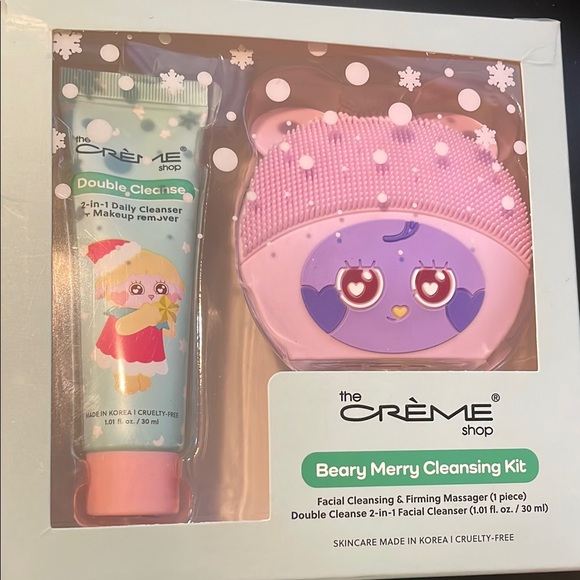 the
CRÈME
shop
Double Cleanse
2-in-1 Daily Cleanser
+ Makeup remover
MADE IN KOREA | CRUELTY-FREE
1.01 fl. oz. / 30 ml
the
CRÈME®
shop
Beary Merry Cleansing Kit
Facial Cleansing & Firming Massager (1 piece)
Double Cleanse 2-in-1 Facial Cleanser (1.01 fl. oz. / 30 ml)
SKINCARE MADE IN KOREA | CRUELTY-FREE